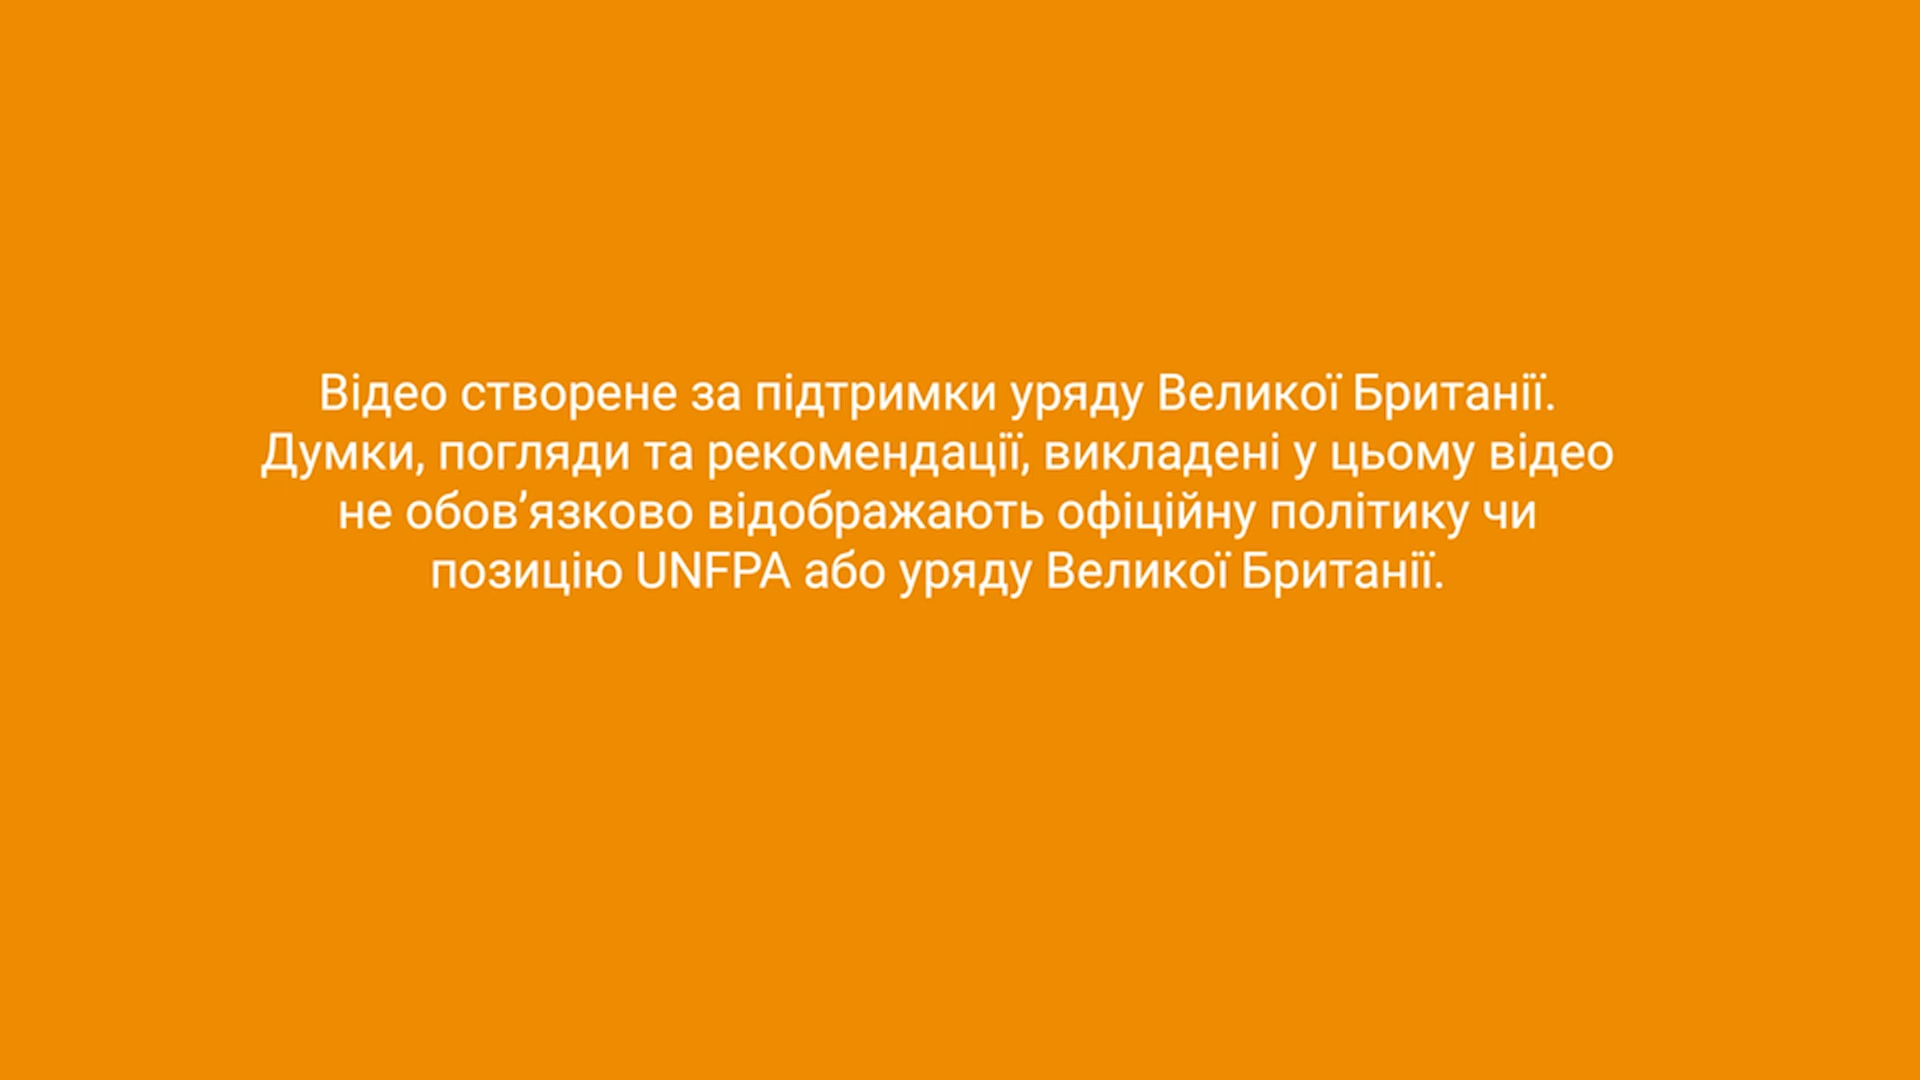 Відео створене за підтримки уряду Великої Британії.
Думки, погляди та рекомендації, викладені у цьому відео
не обов’язково відображають офіційну політику чи
позицію UNFPA або уряду Великої Британії.